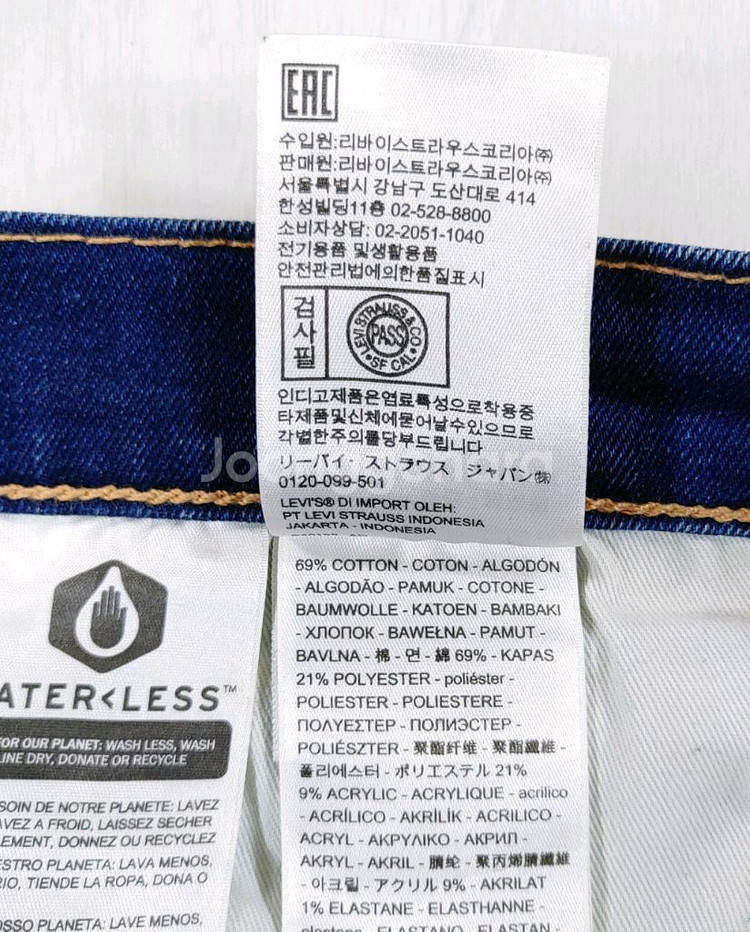 EAC
수입원:리바이스트라우스코리아㈜
판매원:리바이스트라우스코리아㈜
서울특별시 강남구 도산대로 414
한성빌딩11층 02-528-8800
소비자상담: 02-2051-1040
전기용품 및생활용품
안전관리법에의한품질표시
검사필
LEVI STRAUSS & CO
PASS
SF CAL
인디고제품은염료특성으로착용중
타제품및신체에묻어날수있으므로
각별한주의를당부드립니다
リーバイ・ストラウス ジャパン㈱
0120-099-501
LEVI'S® DI IMPORT OLEH:
PT LEVI STRAUSS INDONESIA
JAKARTA - INDONESIA
69% COTTON - COTON - ALGODÓN
- ALGODÃO - PAMUK - COTONE -
BAUMWOLLE - KATOEN - BAMBAKI
- ХЛОПОК - BAWEŁNA - PAMUT -
BAVLNA - 棉 - 면 - 綿 69% - KAPAS
21% POLYESTER - poliéster -
POLIESTER - POLIESTERE -
ΠΟΛΥΕΣΤΕΡ - ПОЛИЭСТЕР -
POLIÉSZTER - 聚酯纤维 - 聚酯纖維 -
폴리에스터 - ポリエステル 21%
9% ACRYLIC - ACRYLIQUE - acrilico
- ACRÍLICO - AKRİLİK - ACRILICO -
ACRYL - ΑΚΡΥΛΙΚΟ - АКРИЛ -
AKRYL - AKRIL - 腈纶 - 聚丙烯腈纖維
- 아크릴 - アクリル 9% - AKRILAT
1% ELASTANE - ELASTHANNE -
elastano - ELASTANO - ELASTAN -
ATER<LESS™
FOR OUR PLANET: WASH LESS, WASH
LINE DRY, DONATE OR RECYCLE
SOIN DE NOTRE PLANETE: LAVEZ
AVEZ A FROID, LAISSEZ SECHER
LEMENT, DONNEZ OU RECYCLEZ
ESTRO PLANETA: LAVA MENOS,
RIO, TIENDE LA ROPA, DONA O
OSSO PLANETA: LAVE MENOS,